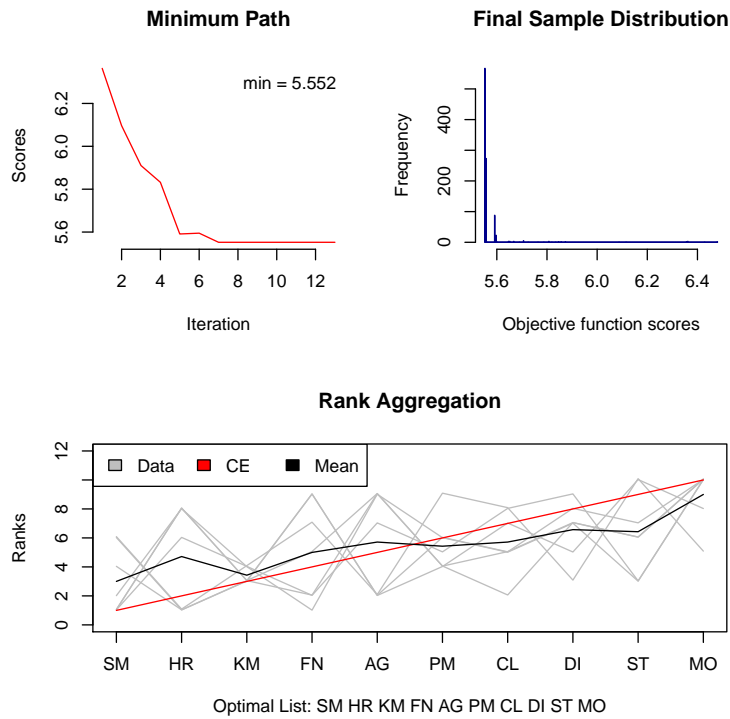 Minimum Path
min = 5.552
Scores
5.6 5.8 6.0 6.2
2 4 6 8 10 12
Iteration
Final Sample Distribution
Frequency
0 200 400
5.6 5.8 6.0 6.2 6.4
Objective function scores
Rank Aggregation
Data CE Mean
Ranks
0 2 4 6 8 12
SM HR KM FN AG PM CL DI ST MO
Optimal List: SM HR KM FN AG PM CL DI ST MO